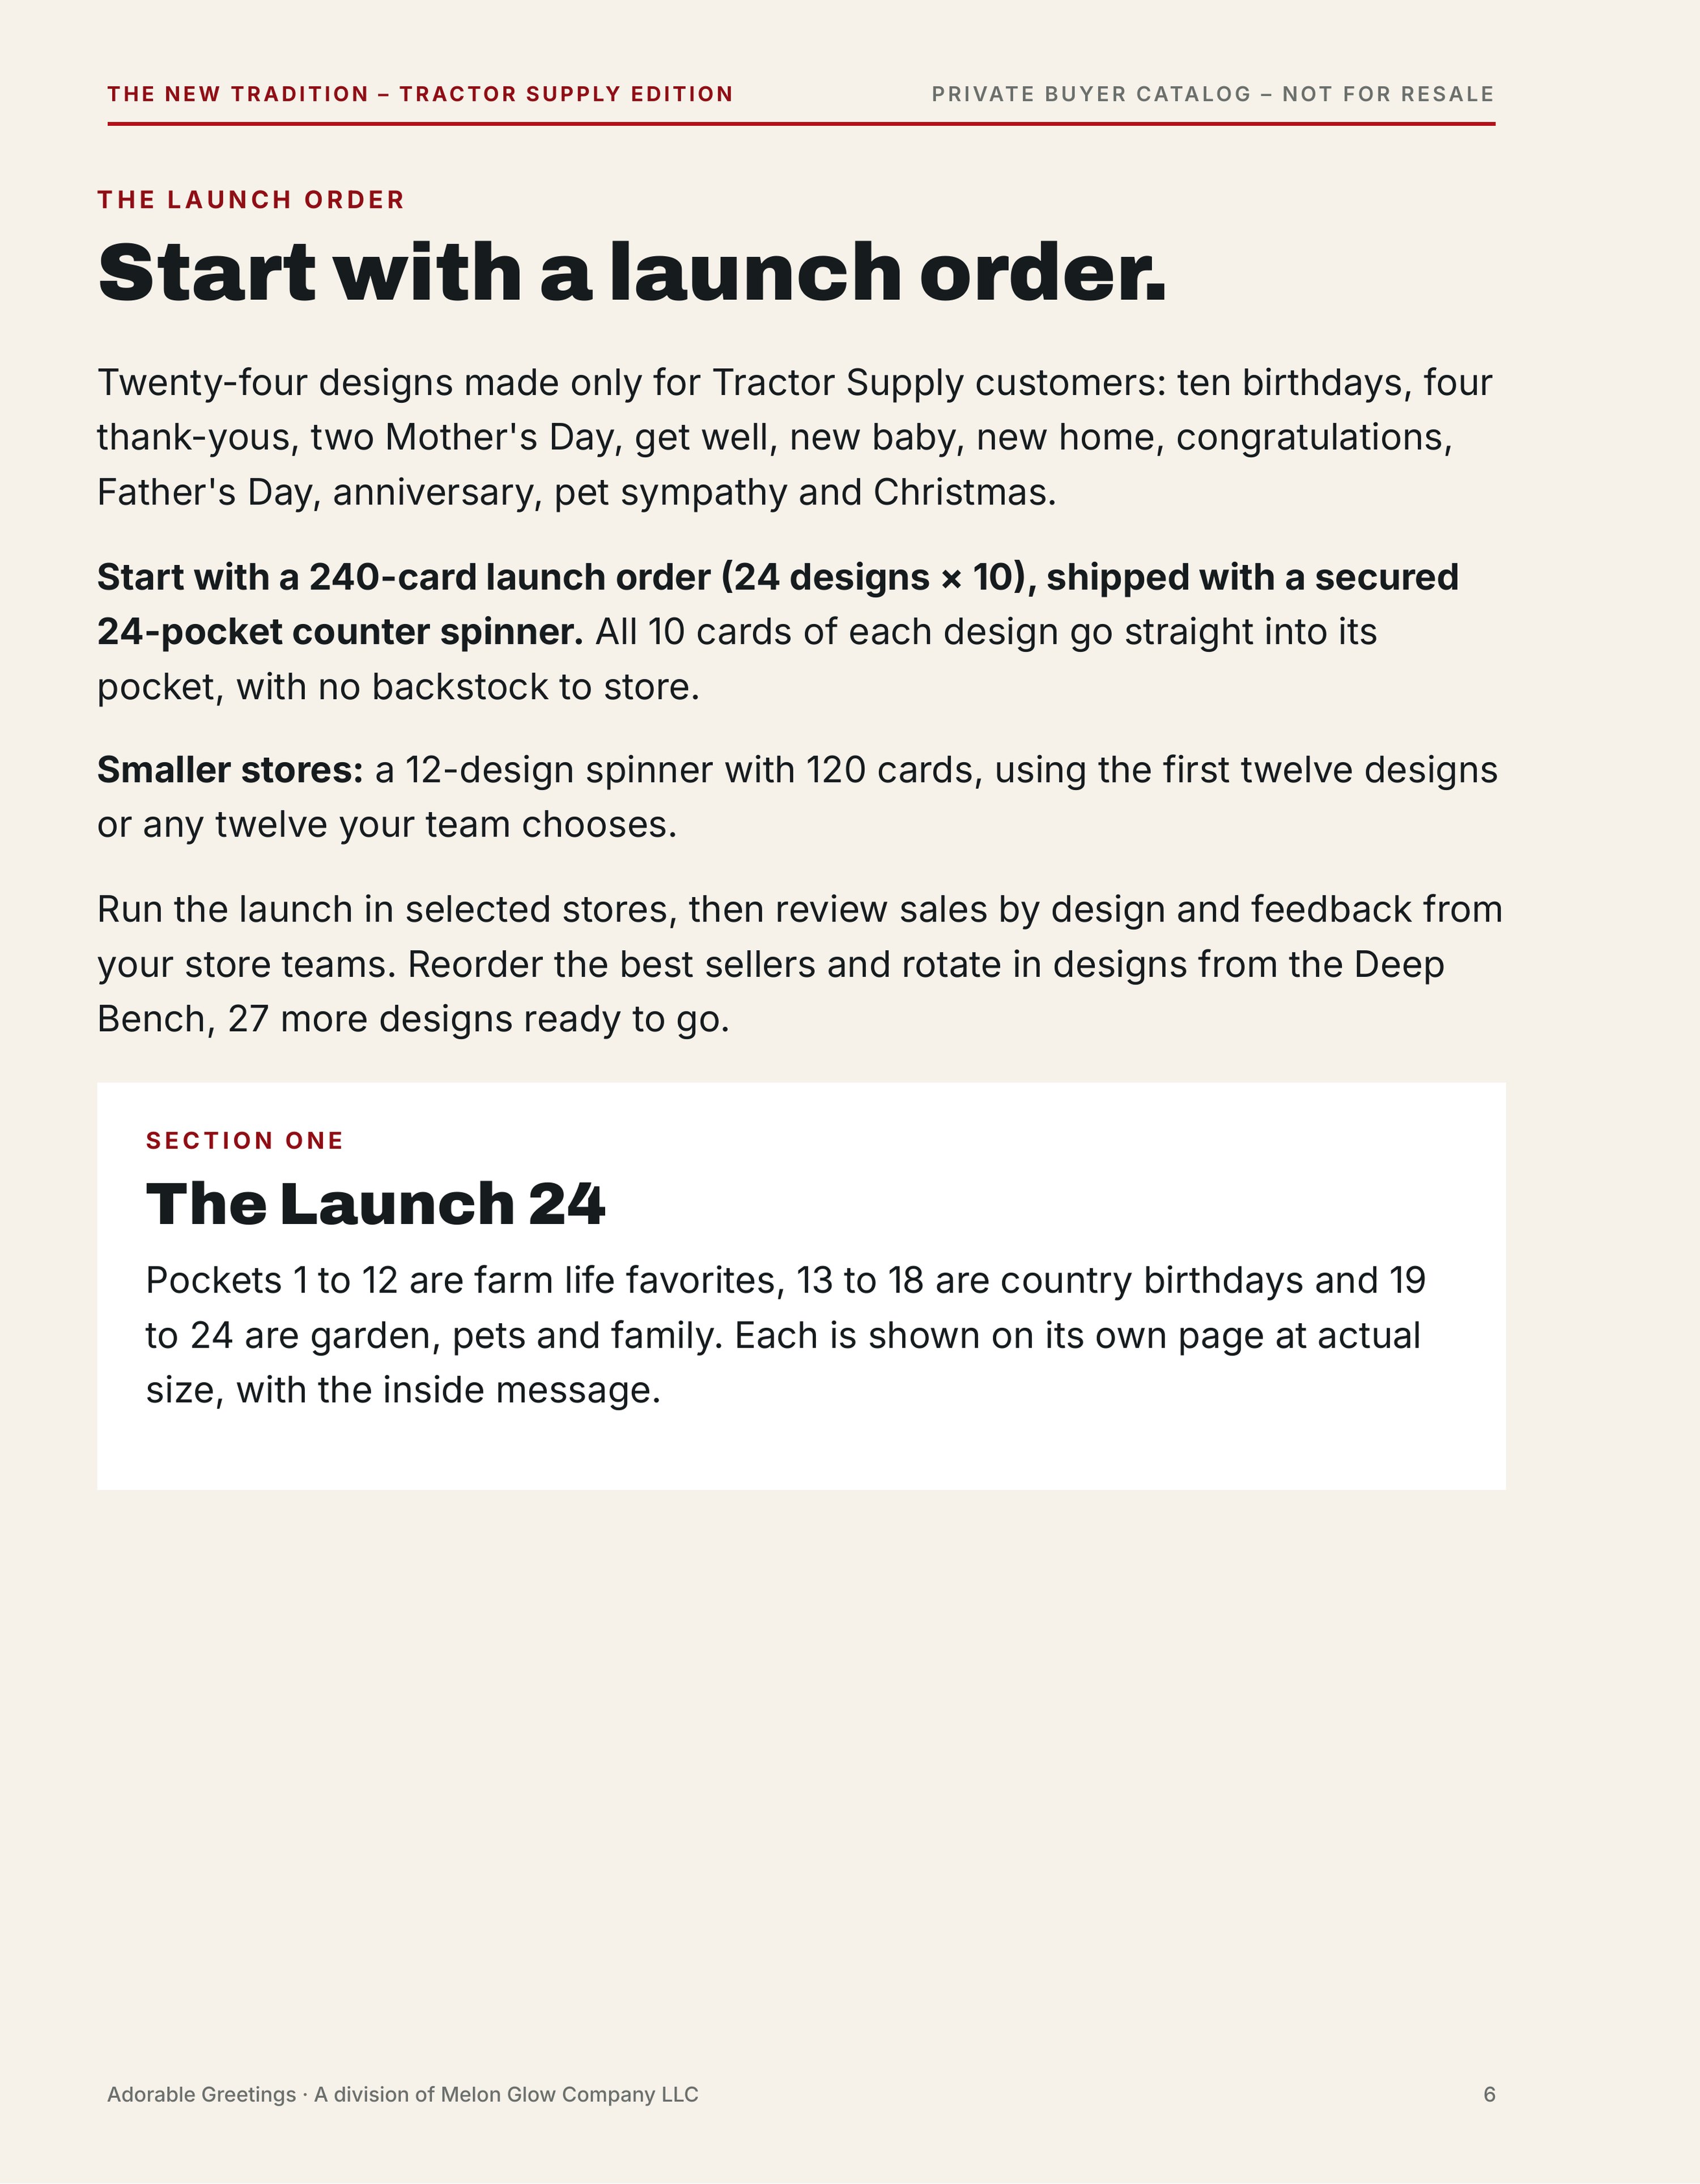 THE NEW TRADITION – TRACTOR SUPPLY EDITION
PRIVATE BUYER CATALOG – NOT FOR RESALE
THE LAUNCH ORDER
Start with a launch order.
Twenty-four designs made only for Tractor Supply customers: ten birthdays, four
thank-yous, two Mother's Day, get well, new baby, new home, congratulations,
Father's Day, anniversary, pet sympathy and Christmas.
Start with a 240-card launch order (24 designs × 10), shipped with a secured
24-pocket counter spinner. All 10 cards of each design go straight into its
pocket, with no backstock to store.
Smaller stores: a 12-design spinner with 120 cards, using the first twelve designs
or any twelve your team chooses.
Run the launch in selected stores, then review sales by design and feedback from
your store teams. Reorder the best sellers and rotate in designs from the Deep
Bench, 27 more designs ready to go.
SECTION ONE
The Launch 24
Pockets 1 to 12 are farm life favorites, 13 to 18 are country birthdays and 19
to 24 are garden, pets and family. Each is shown on its own page at actual
size, with the inside message.
Adorable Greetings · A division of Melon Glow Company LLC
6